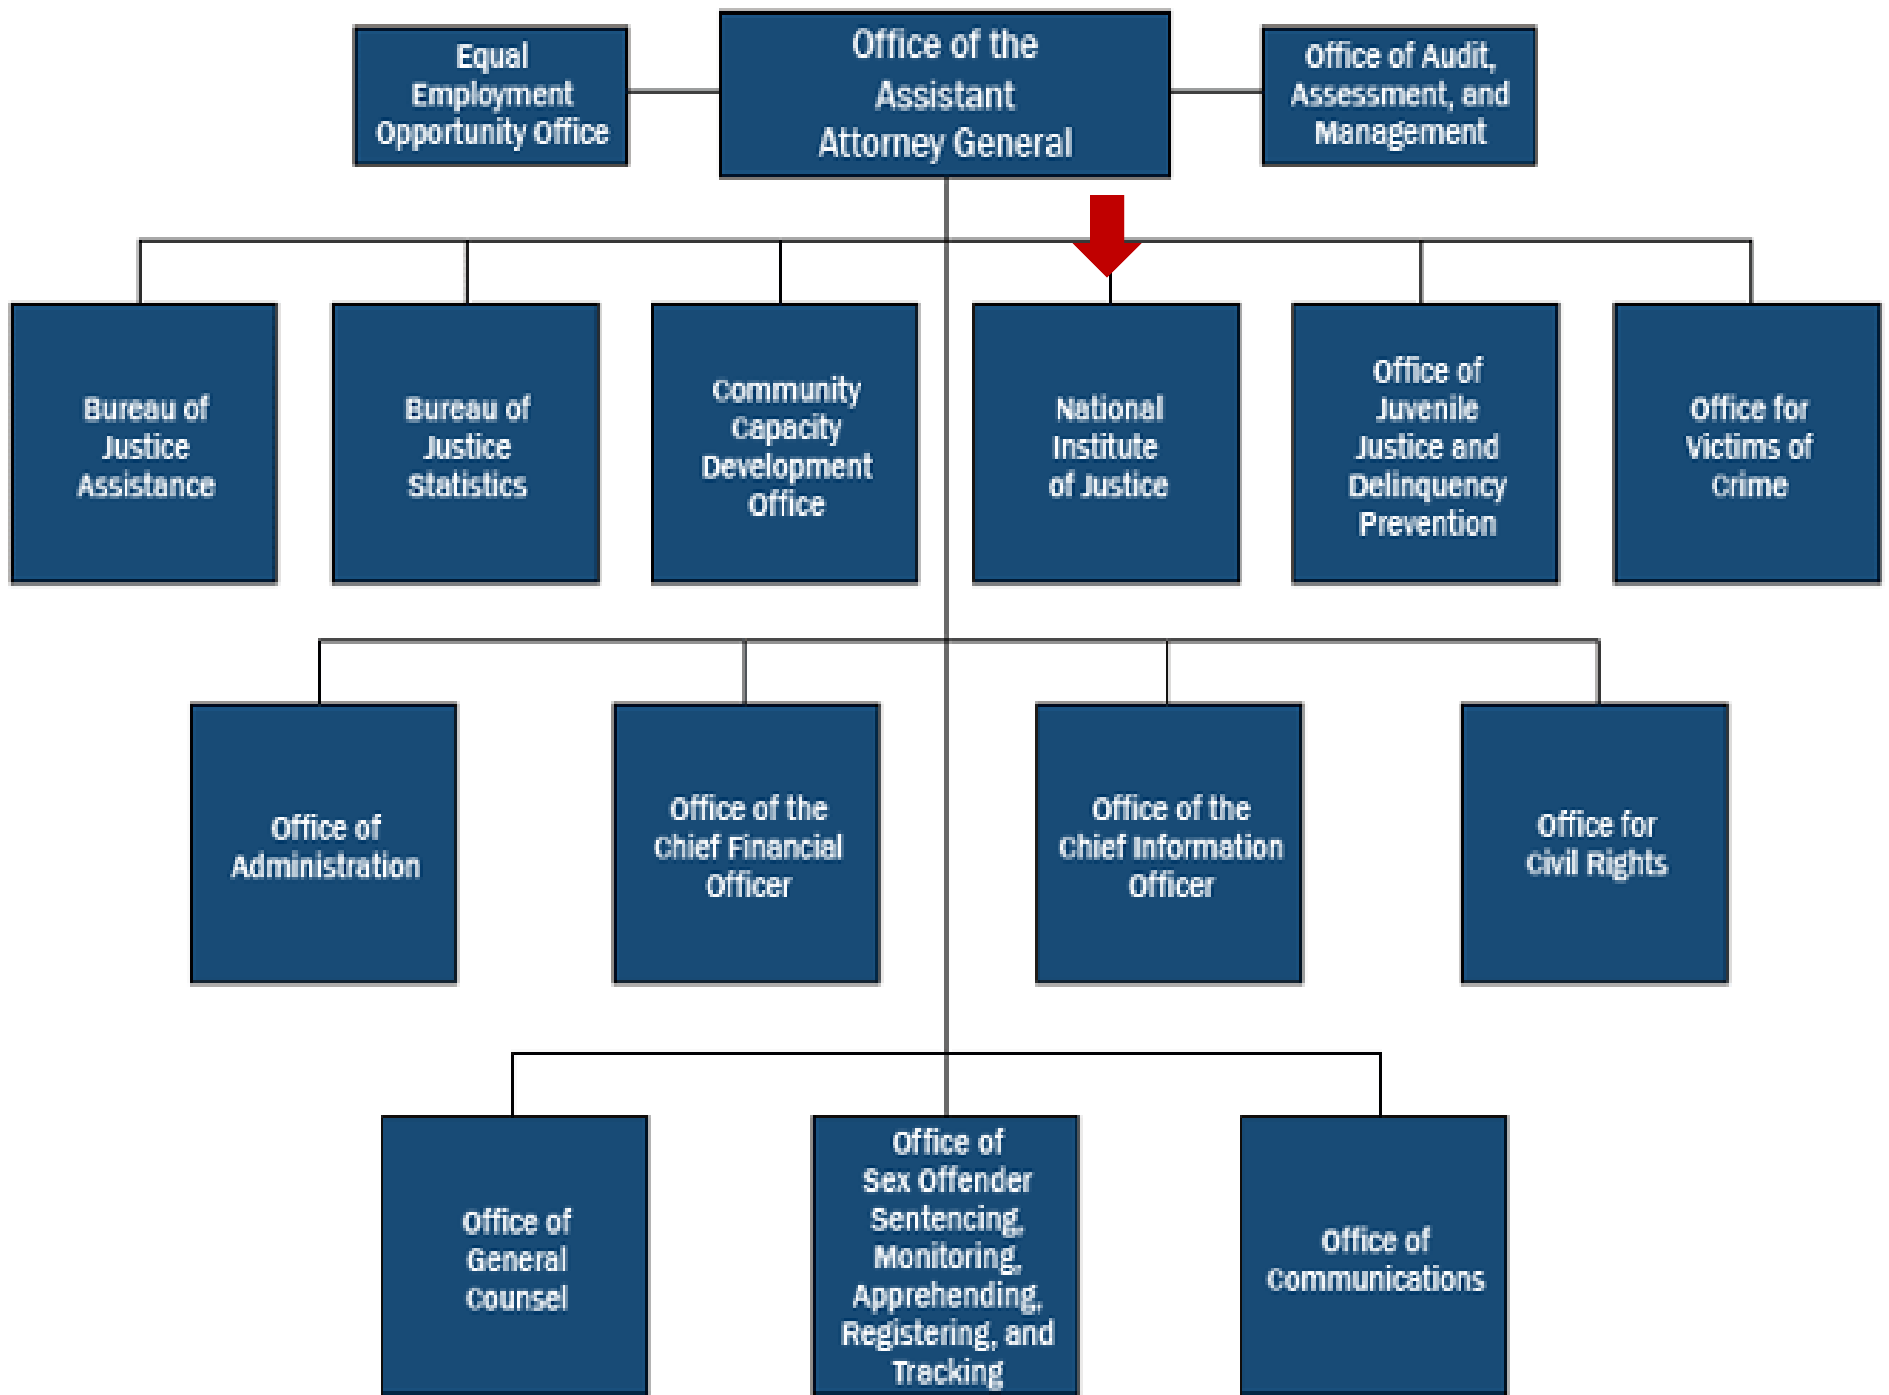 Equal
Employment
Opportunity Office
Office of the
Assistant
Attorney General
Office of Audit,
Assessment, and
Management
Bureau of
Justice
Assistance
Bureau of
Justice
Statistics
Community
Capacity
Development
Office
National
Institute
of Justice
Office of
Juvenile
Justice and
Delinquency
Prevention
Office for
Victims of
Crime
Office of
Administration
Office of the
Chief Financial
Officer
Office of the
Chief Information
Officer
Office for
Civil Rights
Office of
General
Counsel
Office of
Sex Offender
Sentencing,
Monitoring,
Apprehending,
Registering, and
Tracking
Office of
Communications